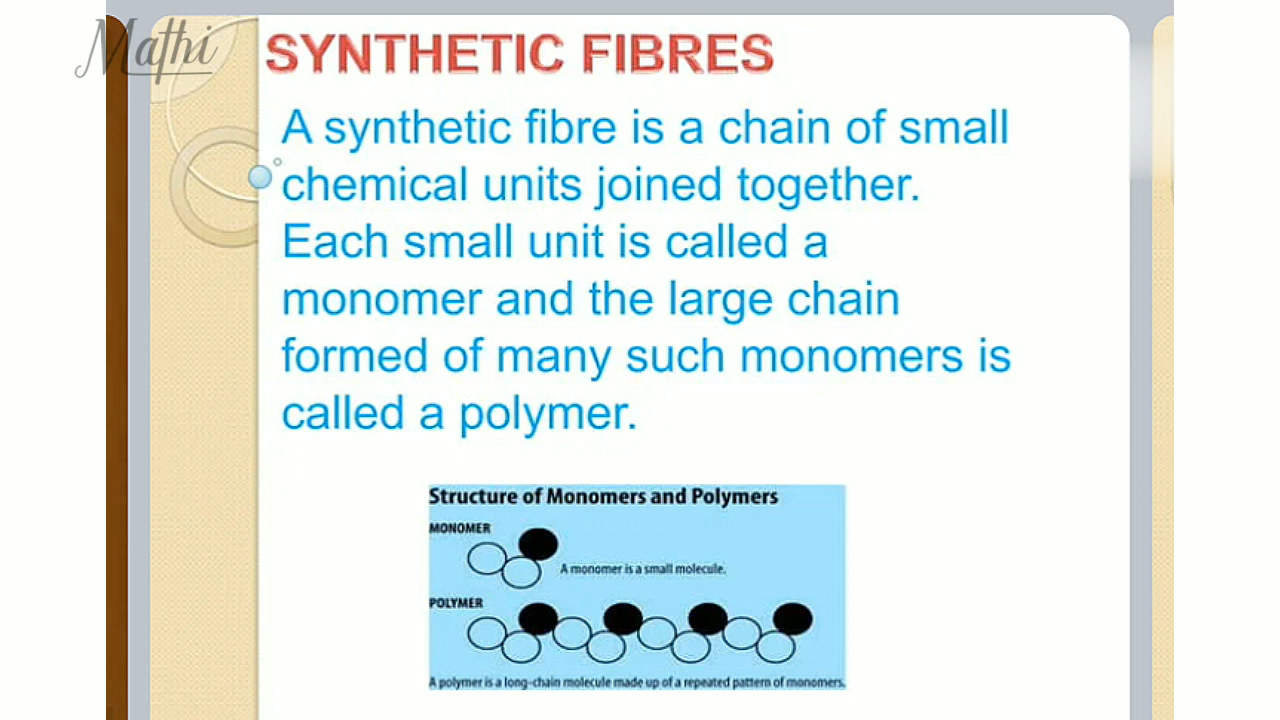 Mathi
SYNTHETIC FIBRES
A synthetic fibre is a chain of small
chemical units joined together.
Each small unit is called a
monomer and the large chain
formed of many such monomers is
called a polymer.
Structure of Monomers and Polymers
MONOMER
A monomer is a small molecule.
POLYMER
A polymer is a long-chain molecule made up of a repeated pattern of monomers.